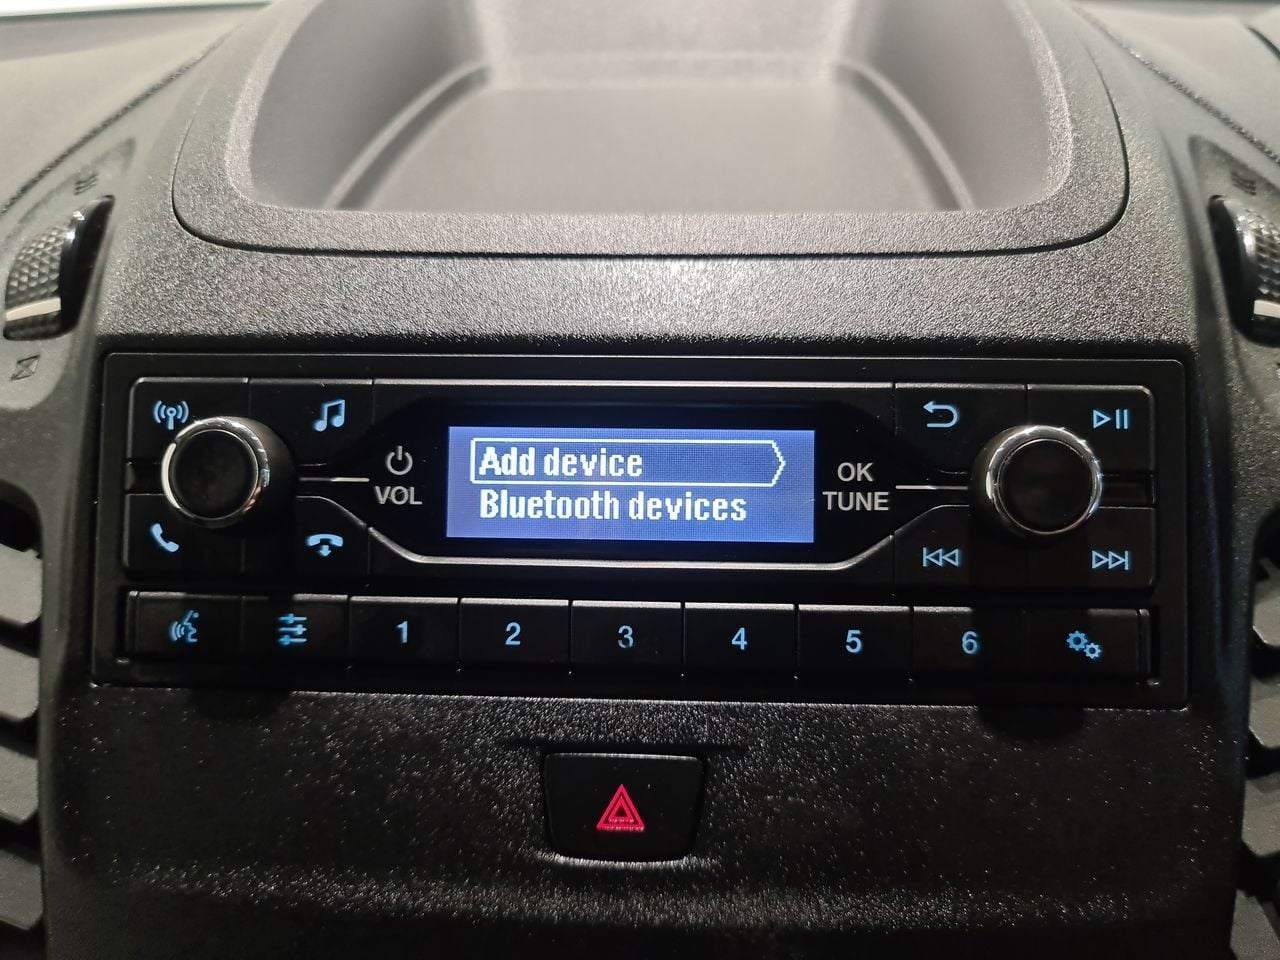 Add device
Bluetooth devices
VOL
OK
TUNE
1 2 3 4 5 6